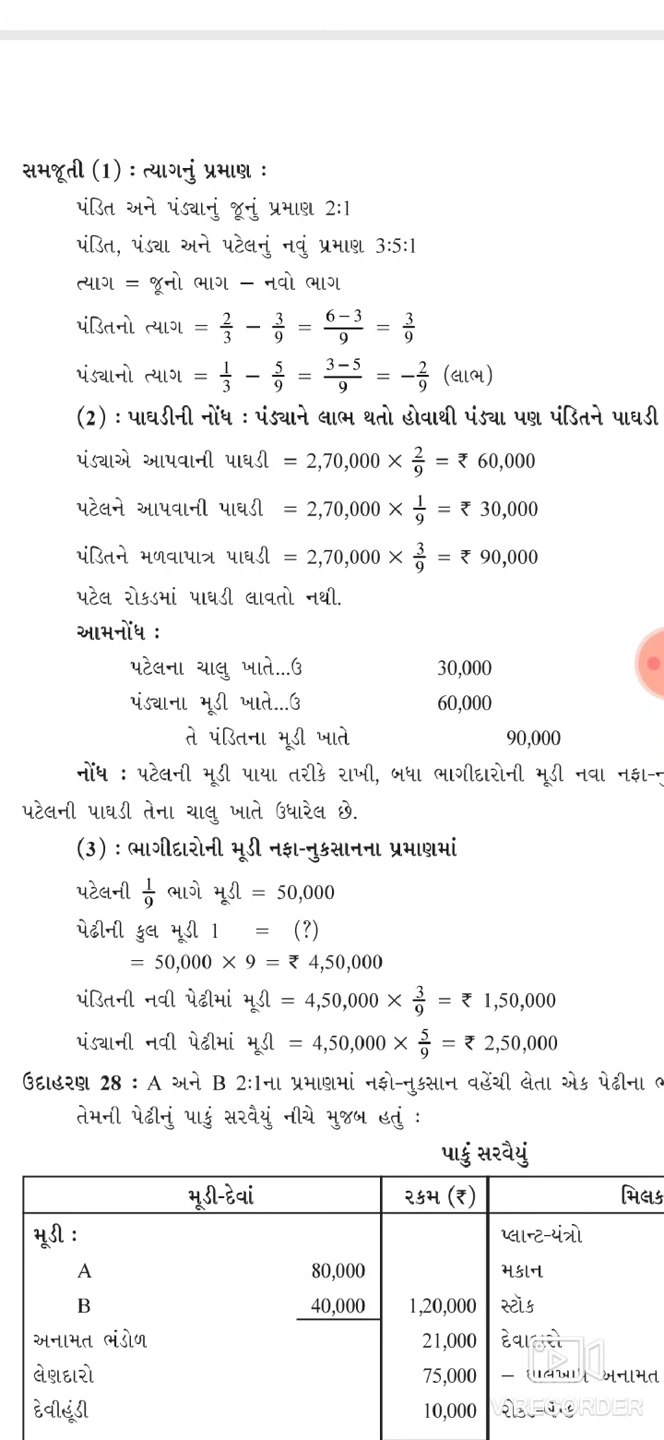 સમજૂતી (1) : ત્યાગનું પ્રમાણ :
પંડિત અને પંડ્યાનું જૂનું પ્રમાણ 2:1
પંડિત, પંડ્યા અને પટેલનું નવું પ્રમાણ 3:5:1
ત્યાગ = જૂનો ભાગ – નવો ભાગ
પંડિતનો ત્યાગ = 2/3 – 3/9 = 6–3/9 = 3/9
પંડ્યાનો ત્યાગ = 1/3 – 5/9 = 3–5/9 = –2/9 (લાભ)
(2) : પાઘડીની નોંધ : પંડ્યાને લાભ થતો હોવાથી પંડ્યા પણ પંડિતને પાઘડી
પંડ્યાએ આપવાની પાઘડી = 2,70,000 × 2/9 = ₹ 60,000
પટેલને આપવાની પાઘડી = 2,70,000 × 1/9 = ₹ 30,000
પંડિતને મળવાપાત્ર પાઘડી = 2,70,000 × 3/9 = ₹ 90,000
પટેલ રોકડમાં પાઘડી લાવતો નથી.
આમનોંધ :
પટેલના ચાલુ ખાતે...ઉ 30,000
પંડ્યાના મૂડી ખાતે...ઉ 60,000
તે પંડિતના મૂડી ખાતે 90,000
નોંધ : પટેલની મૂડી પાયા તરીકે રાખી, બધા ભાગીદારોની મૂડી નવા નફા-નુ
પટેલની પાઘડી તેના ચાલુ ખાતે ઉધારેલ છે.
(3) : ભાગીદારોની મૂડી નફા-નુકસાનના પ્રમાણમાં
પટેલની 1/9 ભાગે મૂડી = 50,000
પેઢીની કુલ મૂડી 1 = (?)
= 50,000 × 9 = ₹ 4,50,000
પંડિતની નવી પેઢીમાં મૂડી = 4,50,000 × 3/9 = ₹ 1,50,000
પંડ્યાની નવી પેઢીમાં મૂડી = 4,50,000 × 5/9 = ₹ 2,50,000
ઉદાહરણ 28 : A અને B 2:1ના પ્રમાણમાં નફો-નુકસાન વહેંચી લેતા એક પેઢીના ભ
તેમની પેઢીનું પાકું સરવૈયું નીચે મુજબ હતું :
પાકું સરવૈયું
મૂડી-દેવાં રકમ (₹) મિલક
મૂડી : પ્લાન્ટ-યંત્રો
A 80,000 મકાન
B 40,000 1,20,000 સ્ટૉક
અનામત ભંડોળ 21,000 દેવાદારો
લેણદારો 75,000 – અનામત
દેવીહૂંડી 10,000
VIRECORDER